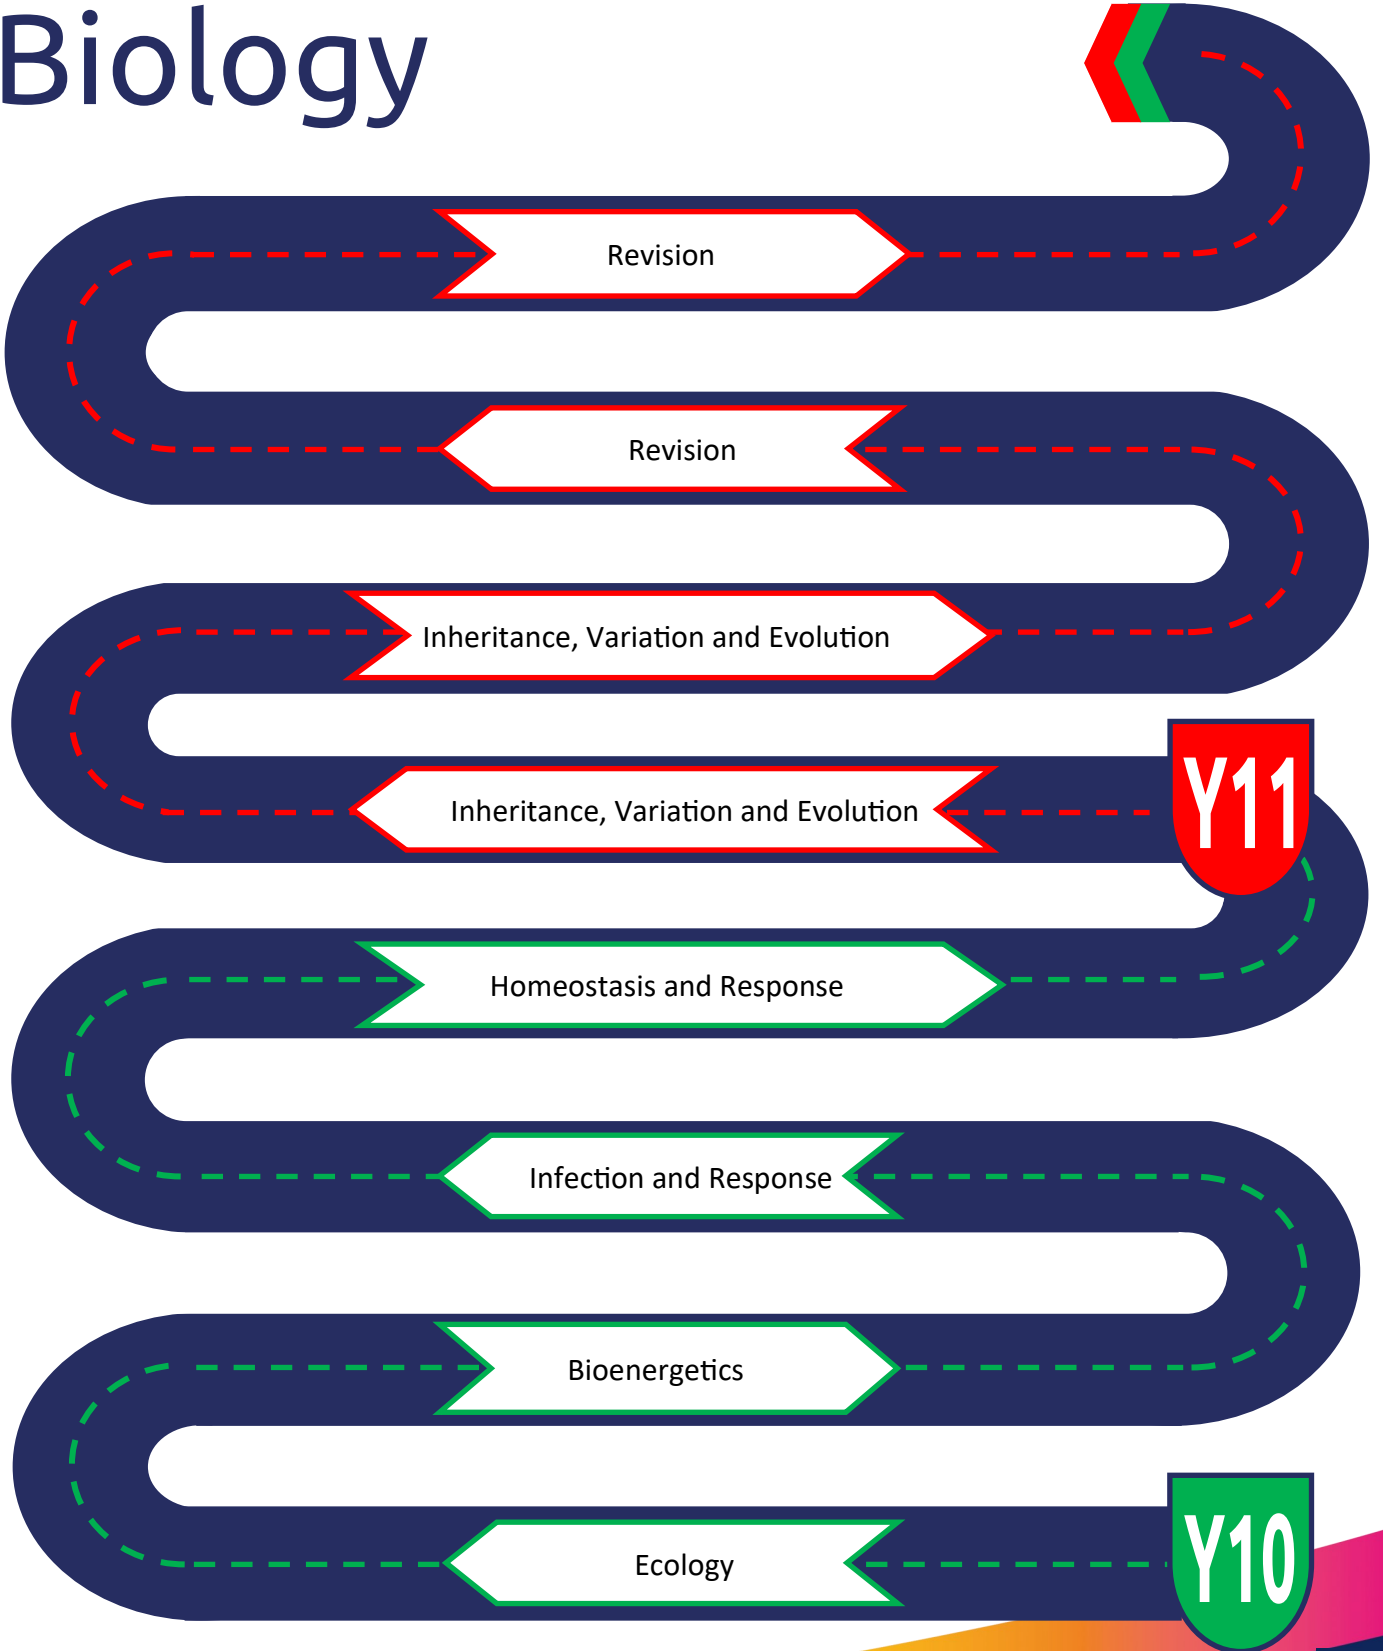 Biology
Revision
Revision
Inheritance, Variation and Evolution
Y11
Inheritance, Variation and Evolution
Homeostasis and Response
Infection and Response
Bioenergetics
Y10
Ecology